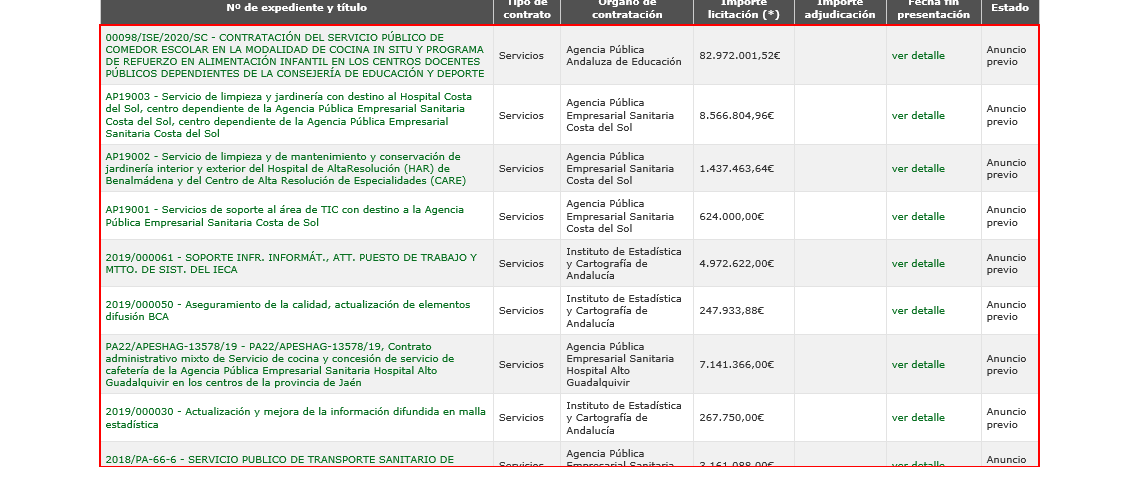 Nº de expediente y título
Tipo de contrato
Órgano de contratación
Importe licitación (*)
Importe adjudicación
Fecha fin presentación
Estado
00098/ISE/2020/SC - CONTRATACIÓN DEL SERVICIO PÚBLICO DE
COMEDOR ESCOLAR EN LA MODALIDAD DE COCINA IN SITU Y PROGRAMA
DE REFUERZO EN ALIMENTACIÓN INFANTIL EN LOS CENTROS DOCENTES
PÚBLICOS DEPENDIENTES DE LA CONSEJERÍA DE EDUCACIÓN Y DEPORTE
Servicios
Agencia Pública
Andaluza de Educación
82.972.001,52€
ver detalle
Anuncio
previo
AP19003 - Servicio de limpieza y jardinería con destino al Hospital Costa
del Sol, centro dependiente de la Agencia Pública Empresarial Sanitaria
Costa del Sol, centro dependiente de la Agencia Pública Empresarial
Sanitaria Costa del Sol
Servicios
Agencia Pública
Empresarial Sanitaria
Costa del Sol
8.566.804,96€
ver detalle
Anuncio
previo
AP19002 - Servicio de limpieza y de mantenimiento y conservación de
jardinería interior y exterior del Hospital de AltaResolución (HAR) de
Benalmádena y del Centro de Alta Resolución de Especialidades (CARE)
Servicios
Agencia Pública
Empresarial Sanitaria
Costa del Sol
1.437.463,64€
ver detalle
Anuncio
previo
AP19001 - Servicios de soporte al área de TIC con destino a la Agencia
Pública Empresarial Sanitaria Costa de Sol
Servicios
Agencia Pública
Empresarial Sanitaria
Costa del Sol
624.000,00€
ver detalle
Anuncio
previo
2019/000061 - SOPORTE INFR. INFORMÁT., ATT. PUESTO DE TRABAJO Y
MTTO. DE SIST. DEL IECA
Servicios
Instituto de Estadística
y Cartografía de
Andalucía
4.972.622,00€
ver detalle
Anuncio
previo
2019/000050 - Aseguramiento de la calidad, actualización de elementos
difusión BCA
Servicios
Instituto de Estadística
y Cartografía de
Andalucía
247.933,88€
ver detalle
Anuncio
previo
PA22/APESHAG-13578/19 - PA22/APESHAG-13578/19, Contrato
administrativo mixto de Servicio de cocina y concesión de servicio de
cafetería de la Agencia Pública Empresarial Sanitaria Hospital Alto
Guadalquivir en los centros de la provincia de Jaén
Servicios
Agencia Pública
Empresarial Sanitaria
Hospital Alto
Guadalquivir
7.141.366,00€
ver detalle
Anuncio
previo
2019/000030 - Actualización y mejora de la información difundida en malla
estadística
Servicios
Instituto de Estadística
y Cartografía de
Andalucía
267.750,00€
ver detalle
Anuncio
previo
2018/PA-66-6 - SERVICIO PUBLICO DE TRANSPORTE SANITARIO DE
Servicios
Agencia Pública
Empresarial Sanitaria
3.161.088,00€
ver detalle
Anuncio